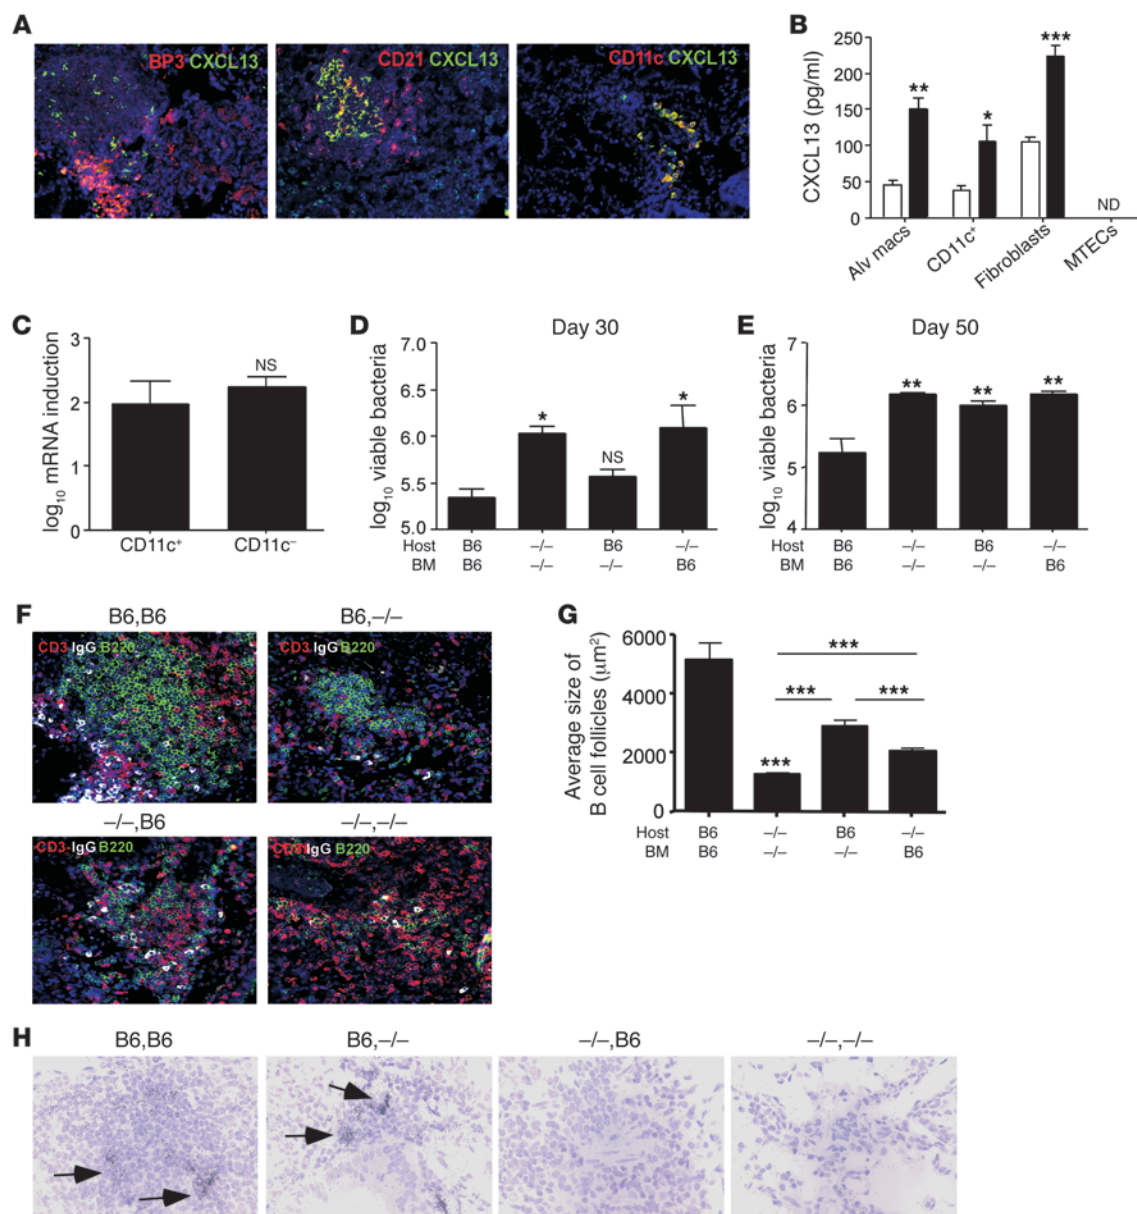 A
BP3 CXCL13
CD21 CXCL13
CD11c CXCL13
B
CXCL13 (pg/ml)
250
200
150
100
50
0
**
*
***
ND
Alv macs
CD11c⁺
Fibroblasts
MTECs
C
log₁₀ mRNA induction
3
2
1
0
NS
CD11c⁺
CD11c⁻
D
Day 30
log₁₀ viable bacteria
7.0
6.5
6.0
5.5
5.0
*
NS
*
Host B6 –/– B6 –/–
BM B6 –/– –/– B6
E
Day 50
log₁₀ viable bacteria
7
6
5
4
**
**
**
Host B6 –/– B6 –/–
BM B6 –/– –/– B6
F
B6,B6
CD3 IgG B220
B6,–/–
CD3 IgG B220
–/–,B6
CD3 IgG B220
–/–,–/–
CD3 IgG B220
G
Average size of
B cell follicles (μm²)
6000
4000
2000
0
***
***
***
***
Host B6 –/– B6 –/–
BM B6 –/– –/– B6
H
B6,B6
B6,–/–
–/–,B6
–/–,–/–